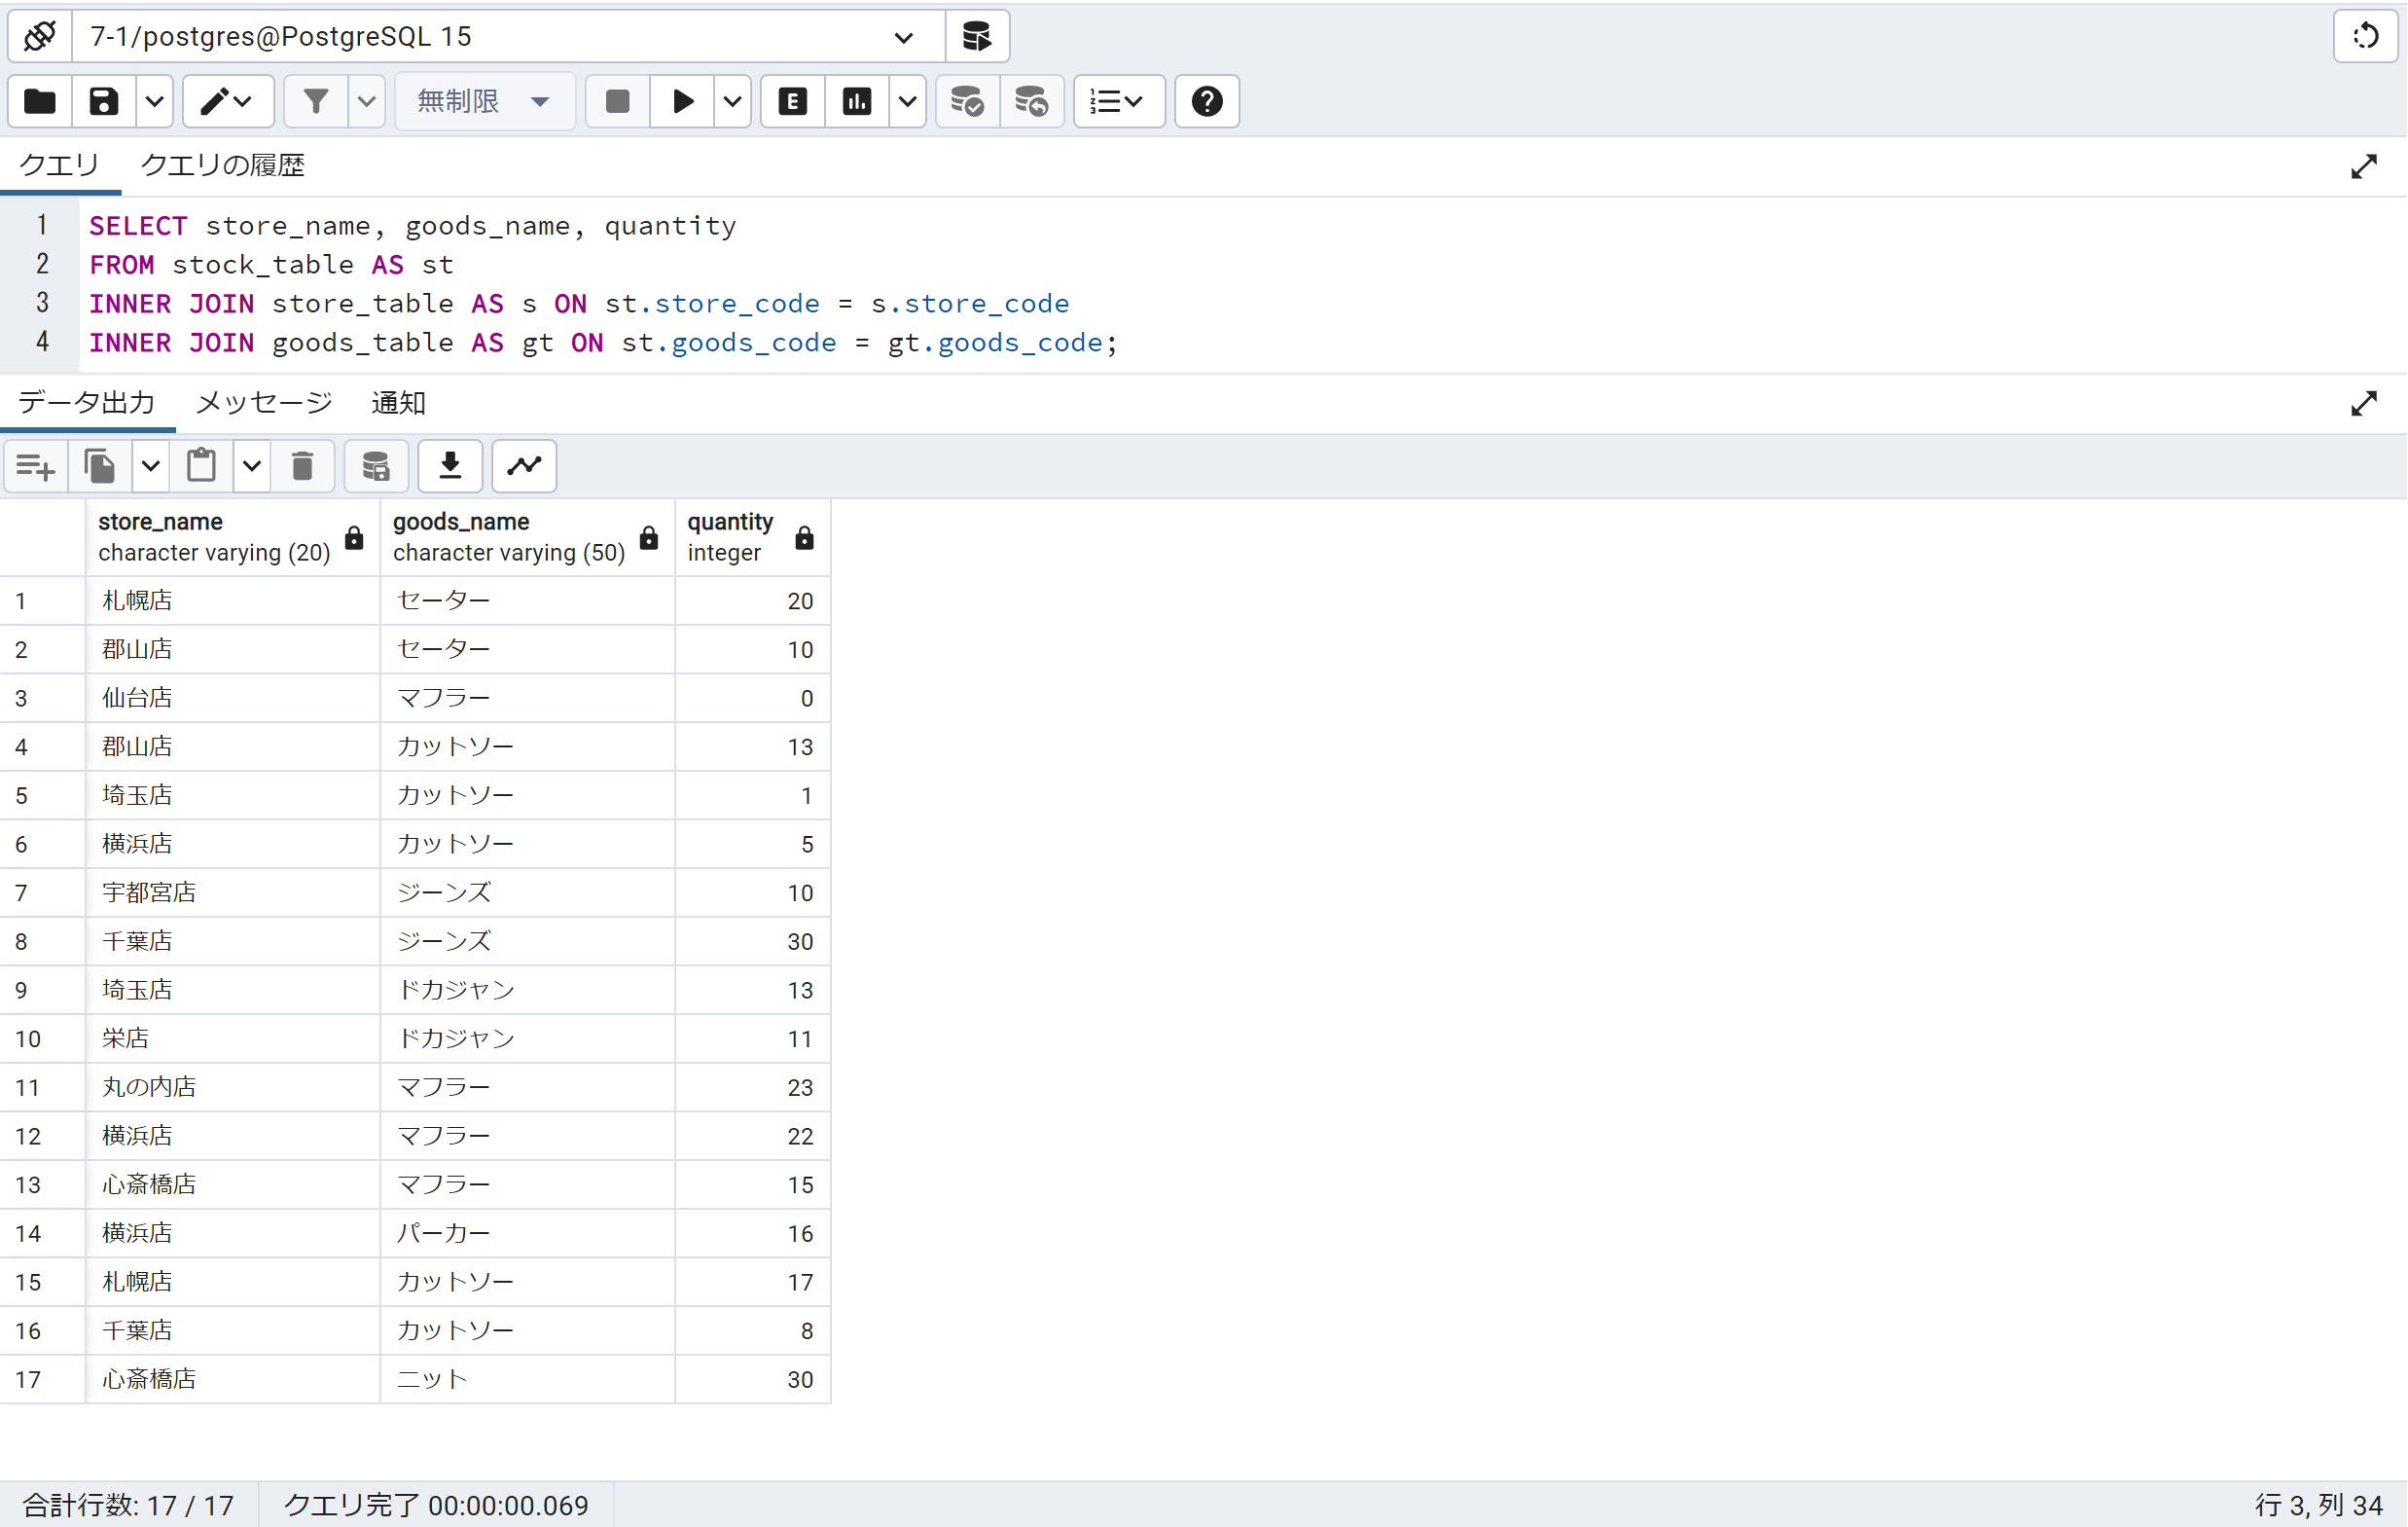 7-1/postgres@PostgreSQL 15
無制限
E
クエリ クエリの履歴
1 SELECT store_name, goods_name, quantity
2 FROM stock_table AS st
3 INNER JOIN store_table AS s ON st.store_code = s.store_code
4 INNER JOIN goods_table AS gt ON st.goods_code = gt.goods_code;
データ出力 メッセージ 通知
store_name goods_name quantity
character varying (20) character varying (50) integer
1 札幌店 セーター 20
2 郡山店 セーター 10
3 仙台店 マフラー 0
4 郡山店 カットソー 13
5 埼玉店 カットソー 1
6 横浜店 カットソー 5
7 宇都宮店 ジーンズ 10
8 千葉店 ジーンズ 30
9 埼玉店 ドカジャン 13
10 栄店 ドカジャン 11
11 丸の内店 マフラー 23
12 横浜店 マフラー 22
13 心斎橋店 マフラー 15
14 横浜店 パーカー 16
15 札幌店 カットソー 17
16 千葉店 カットソー 8
17 心斎橋店 ニット 30
合計行数: 17 / 17 クエリ完了 00:00:00.069 行 3, 列 34